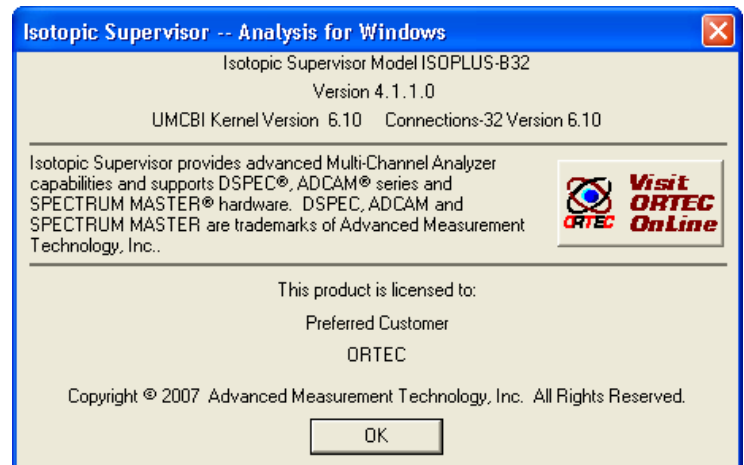 Isotopic Supervisor -- Analysis for Windows
Isotopic Supervisor Model ISOPLUS-B32
Version 4.1.1.0
UMCBI Kernel Version 6.10 Connections-32 Version 6.10
Isotopic Supervisor provides advanced Multi-Channel Analyzer
capabilities and supports DSPEC®, ADCAM® series and
SPECTRUM MASTER® hardware. DSPEC, ADCAM and
SPECTRUM MASTER are trademarks of Advanced Measurement
Technology, Inc..
ORTEC
Visit
ORTEC
OnLine
This product is licensed to:
Preferred Customer
ORTEC
Copyright © 2007 Advanced Measurement Technology, Inc. All Rights Reserved.
OK